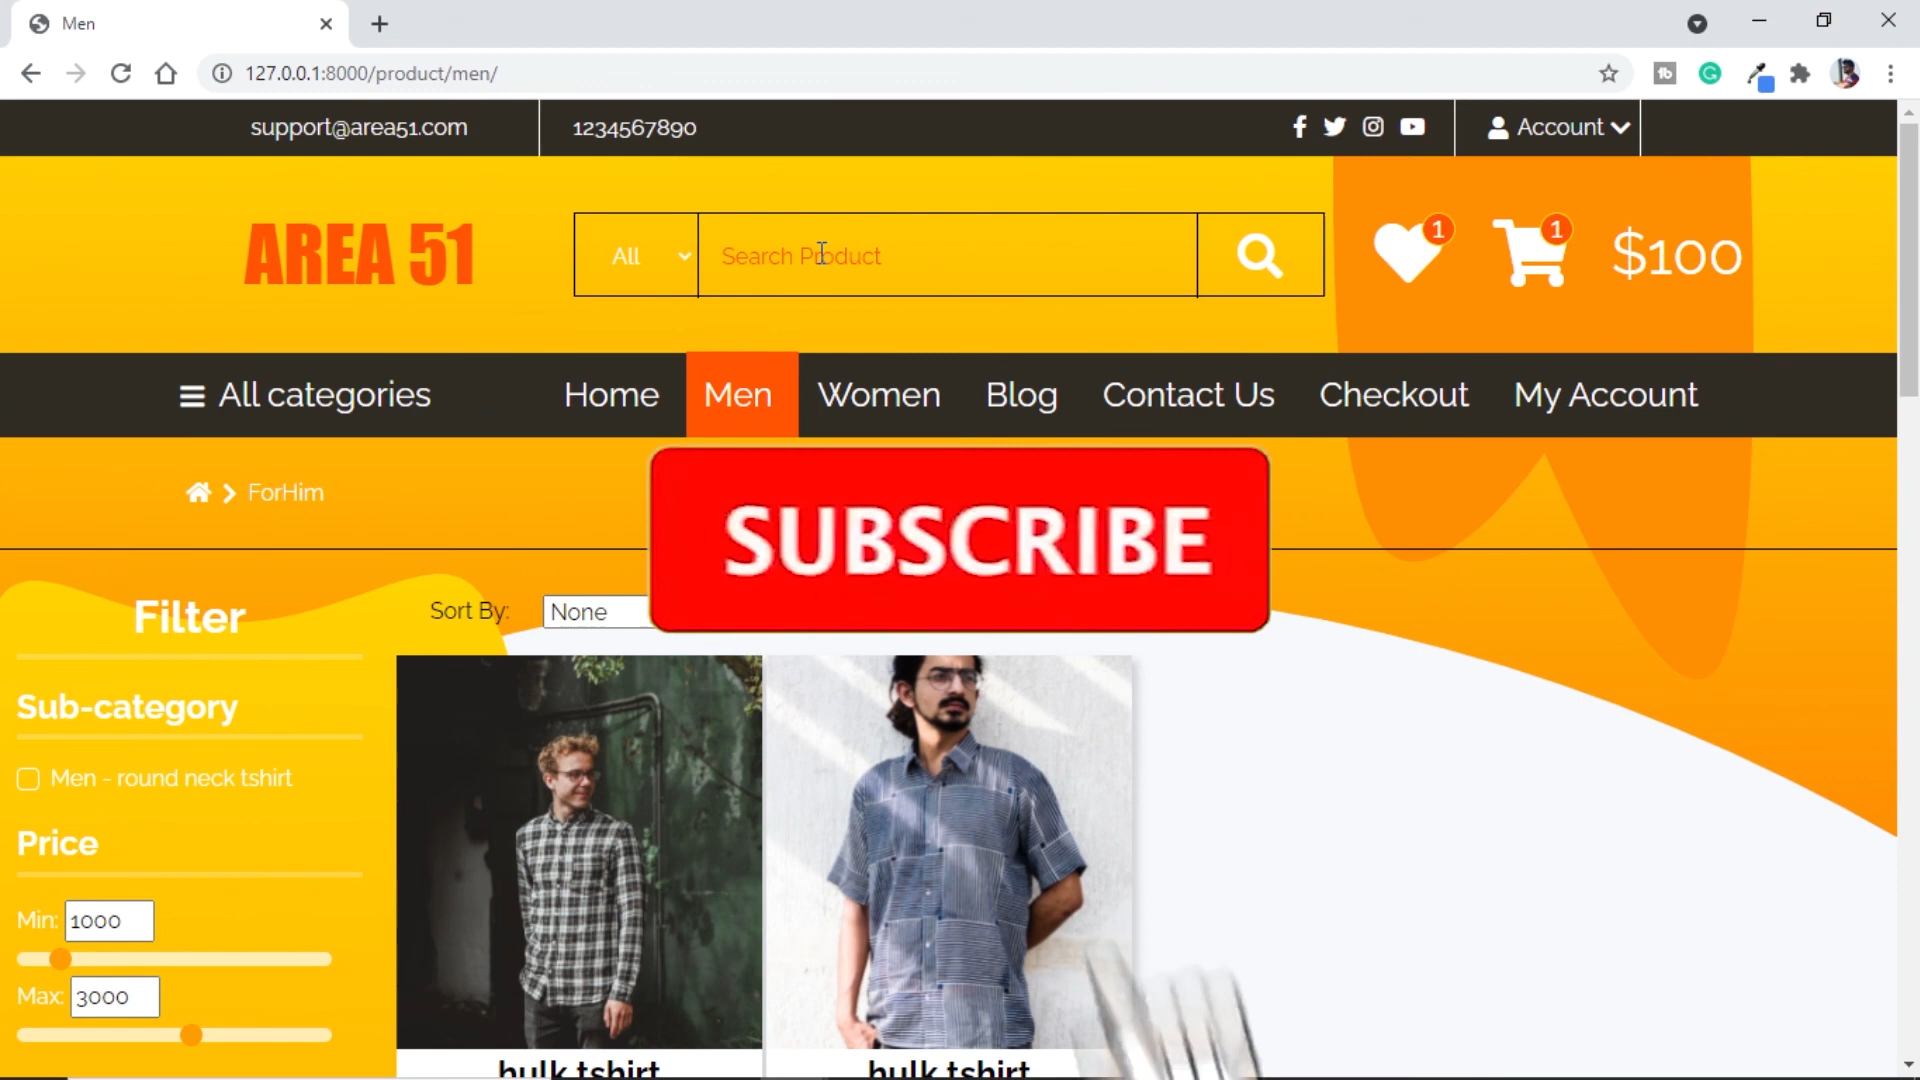 Men
127.0.0.1:8000/product/men/
support@area51.com
1234567890
Account
AREA 51
All
Search Product
1
1
$100
All categories
Home
Men
Women
Blog
Contact Us
Checkout
My Account
ForHim
SUBSCRIBE
Filter
Sort By:
None
Sub-category
Men - round neck tshirt
Price
Min: 1000
Max: 3000
hulk tshirt
hulk tshirt